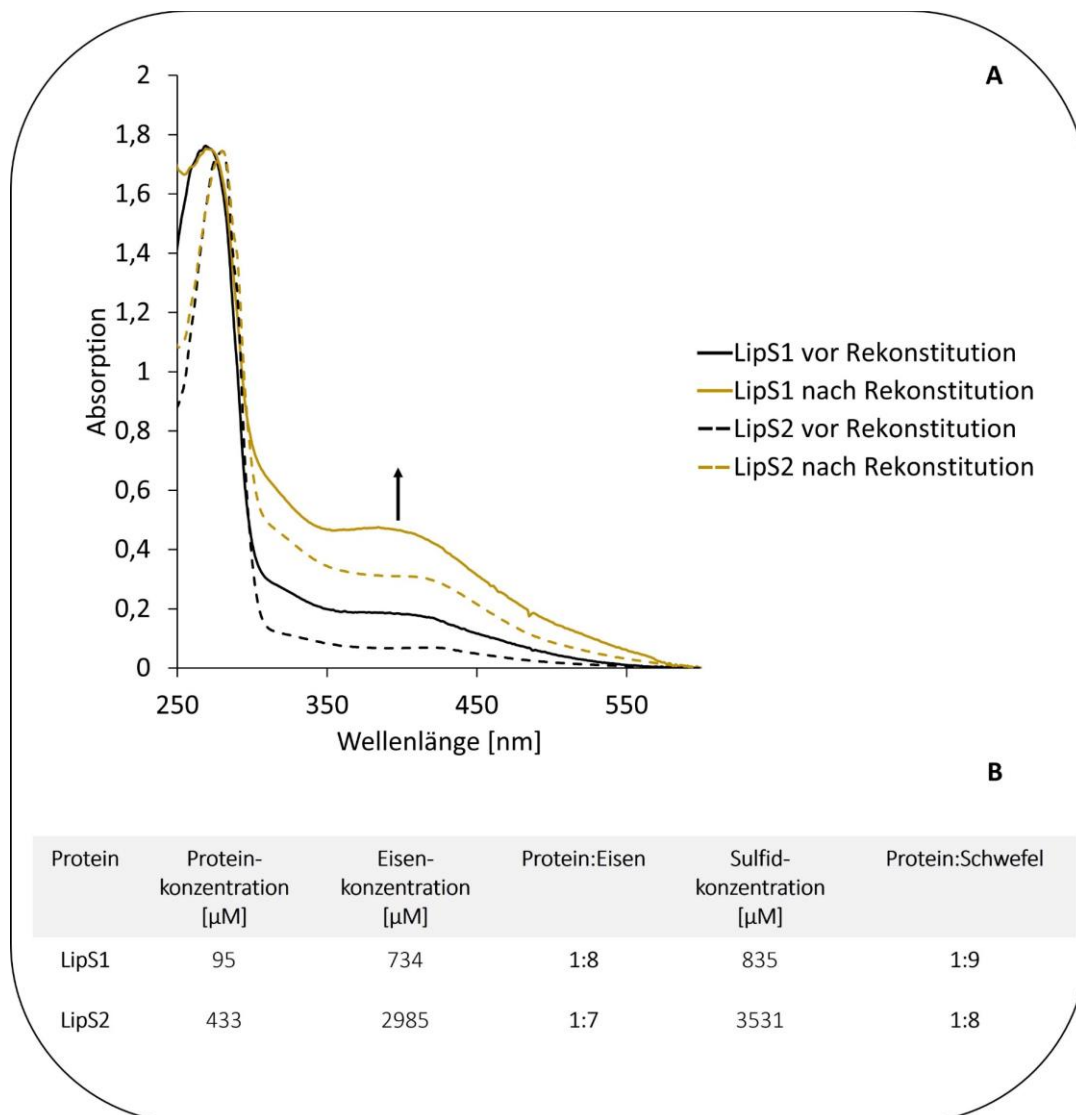 A
2
1,8
1,6
1,4
1,2
1
0,8
0,6
0,4
0,2
0
Absorption
250
350
450
550
Wellenlänge [nm]
LipS1 vor Rekonstitution
LipS1 nach Rekonstitution
LipS2 vor Rekonstitution
LipS2 nach Rekonstitution
B
Protein Protein- Eisen- Protein:Eisen Sulfid- Protein:Schwefel
konzentration konzentration konzentration
[µM] [µM] [µM]
LipS1 95 734 1:8 835 1:9
LipS2 433 2985 1:7 3531 1:8